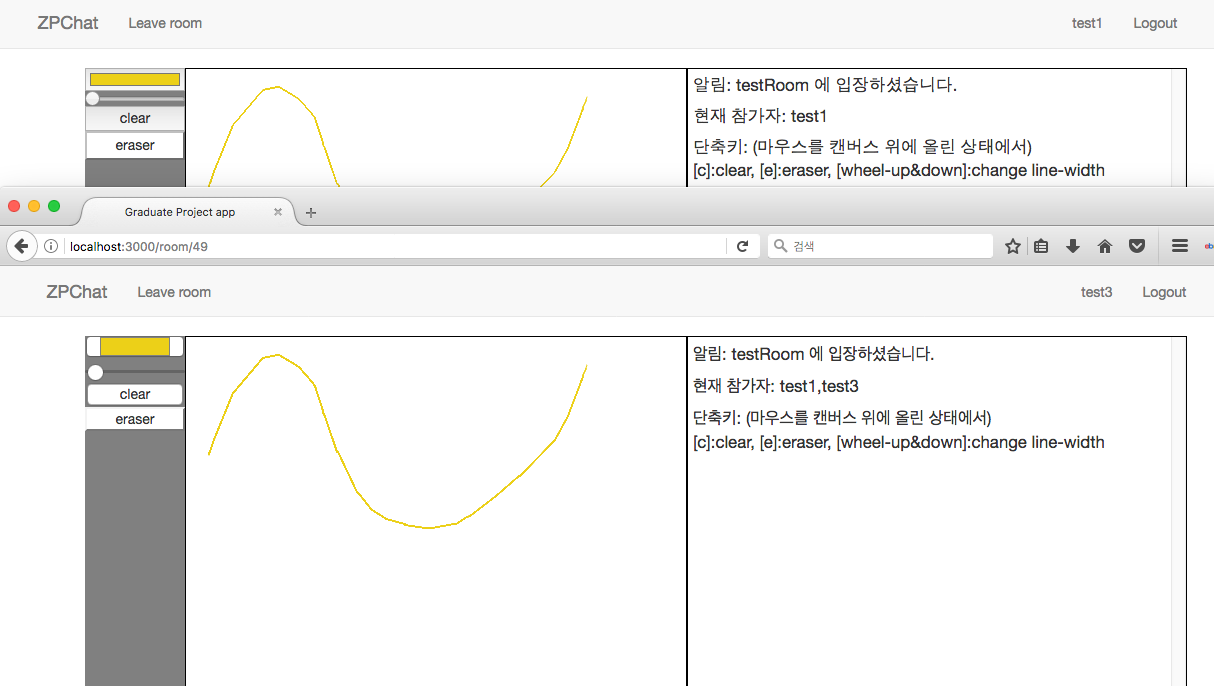 ZPChat Leave room test1 Logout
clear
eraser
알림: testRoom 에 입장하셨습니다.
현재 참가자: test1
단축키: (마우스를 캔버스 위에 올린 상태에서)
[c]:clear, [e]:eraser, [wheel-up&down]:change line-width
Graduate Project app
localhost:3000/room/49
검색
ZPChat Leave room test3 Logout
clear
eraser
알림: testRoom 에 입장하셨습니다.
현재 참가자: test1,test3
단축키: (마우스를 캔버스 위에 올린 상태에서)
[c]:clear, [e]:eraser, [wheel-up&down]:change line-width